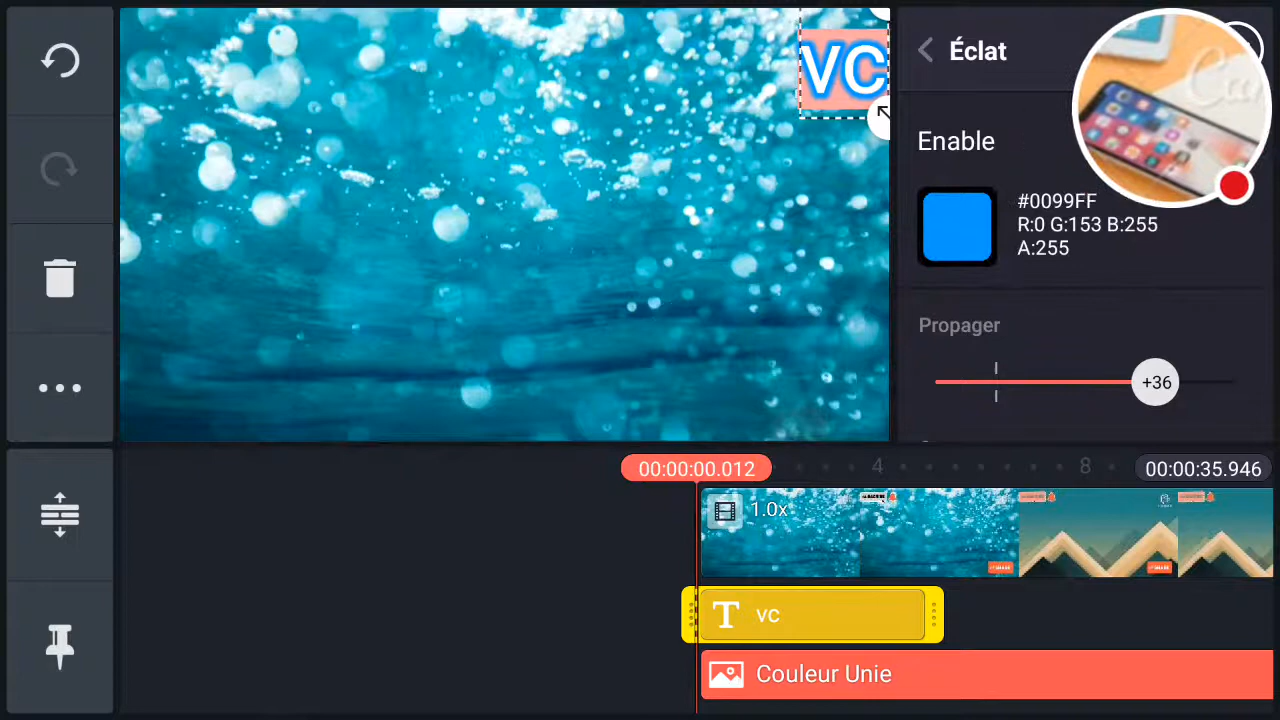 VC
Éclat
Enable
#0099FF
R:0 G:153 B:255
A:255
Propager
+36
00:00:00.012
4
8
00:00:35.946
1.0x
T
vc
Couleur Unie